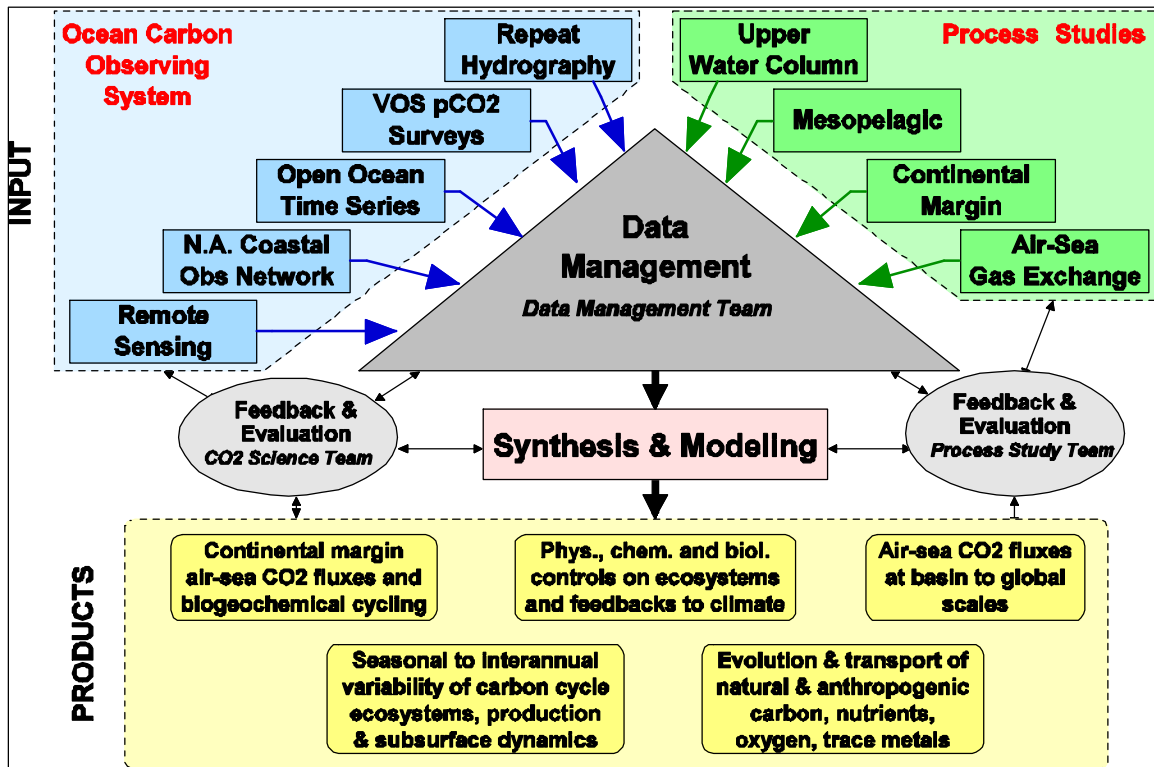 Ocean Carbon
Observing
System
Repeat
Hydrography
VOS pCO2
Surveys
Open Ocean
Time Series
N.A. Coastal
Obs Network
Remote
Sensing
Upper
Water Column
Process Studies
Mesopelagic
Continental
Margin
Air-Sea
Gas Exchange
INPUT
Data
Management
Data Management Team
Feedback &
Evaluation
CO2 Science Team
Synthesis & Modeling
Feedback &
Evaluation
Process Study Team
PRODUCTS
Continental margin
air-sea CO2 fluxes and
biogeochemical cycling
Phys., chem. and biol.
controls on ecosystems
and feedbacks to climate
Air-sea CO2 fluxes
at basin to global
scales
Seasonal to interannual
variability of carbon cycle
ecosystems, production
& subsurface dynamics
Evolution & transport of
natural & anthropogenic
carbon, nutrients,
oxygen, trace metals